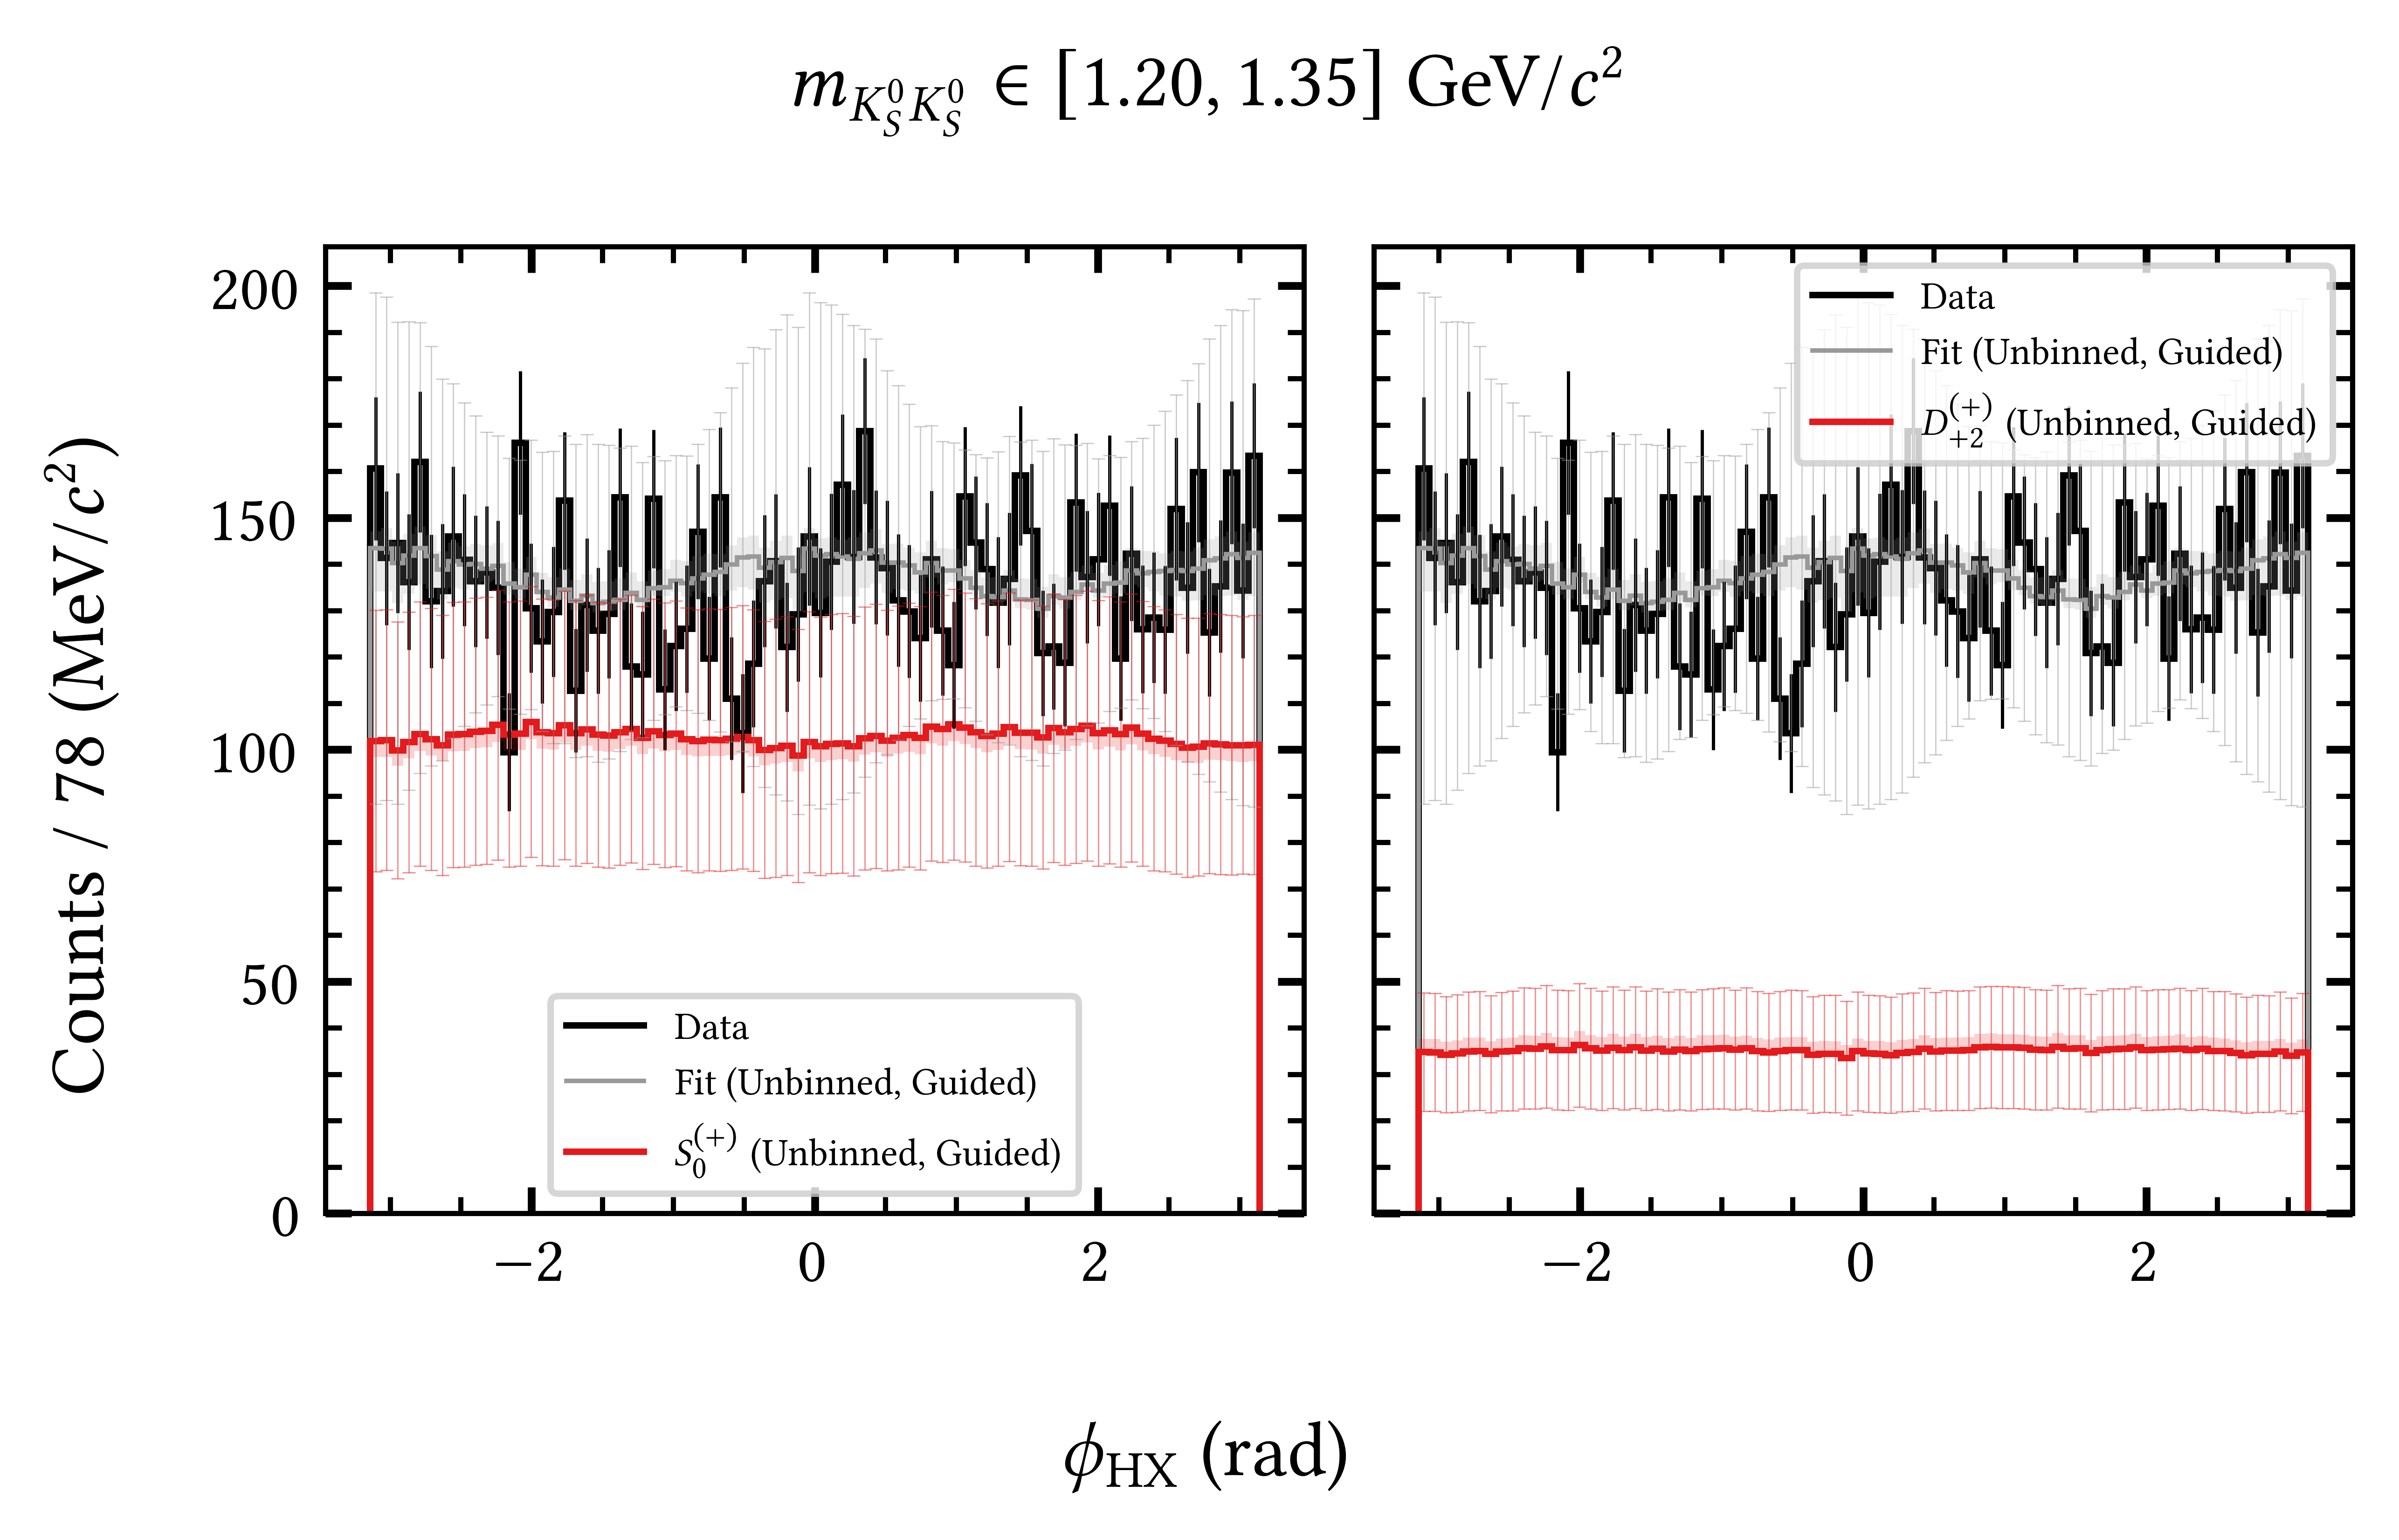 m_{K_S^0 K_S^0} ∈ [1.20, 1.35] GeV/c²
Counts / 78 (MeV/c²)
200
150
100
50
0
Data
Fit (Unbinned, Guided)
S_0^{(+)} (Unbinned, Guided)
−2
0
2
Data
Fit (Unbinned, Guided)
D_{+2}^{(+)} (Unbinned, Guided)
−2
0
2
ϕ_HX (rad)